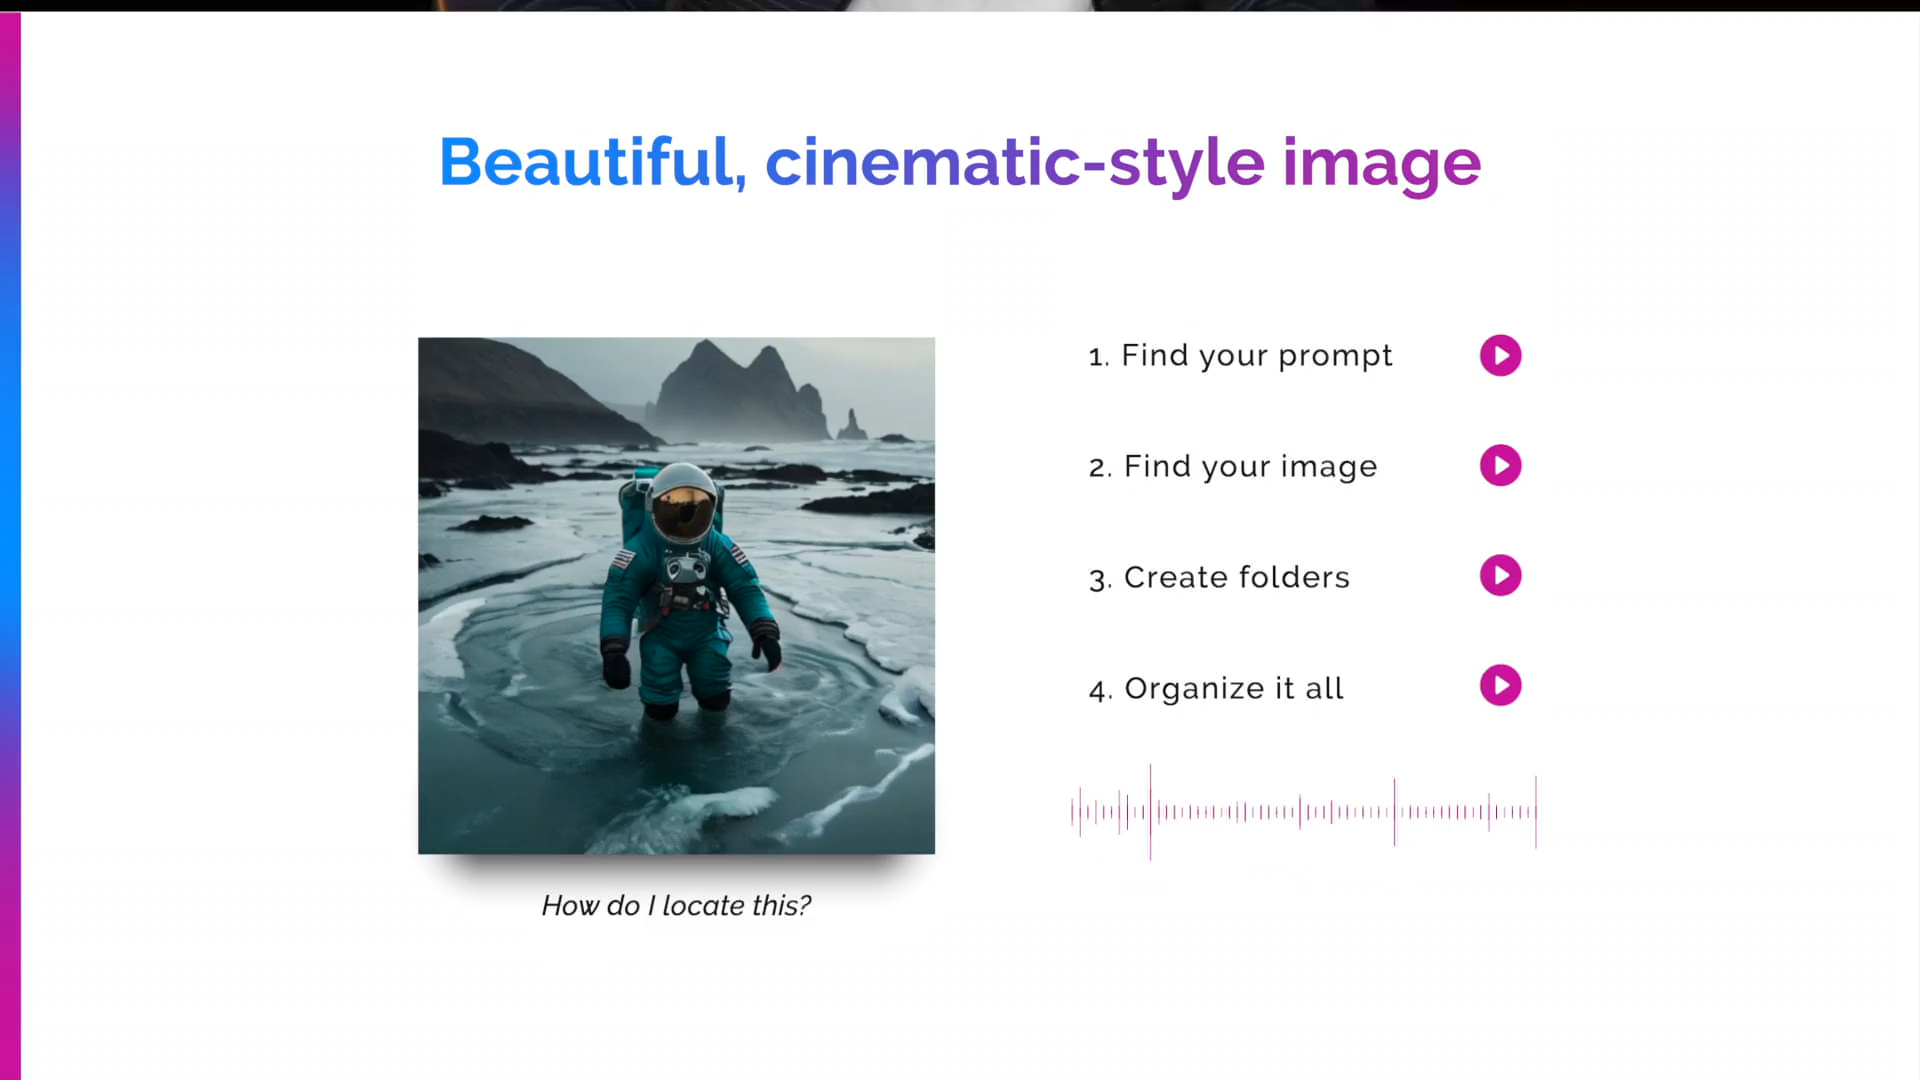 Beautiful, cinematic-style image
1. Find your prompt
2. Find your image
3. Create folders
4. Organize it all
How do I locate this?